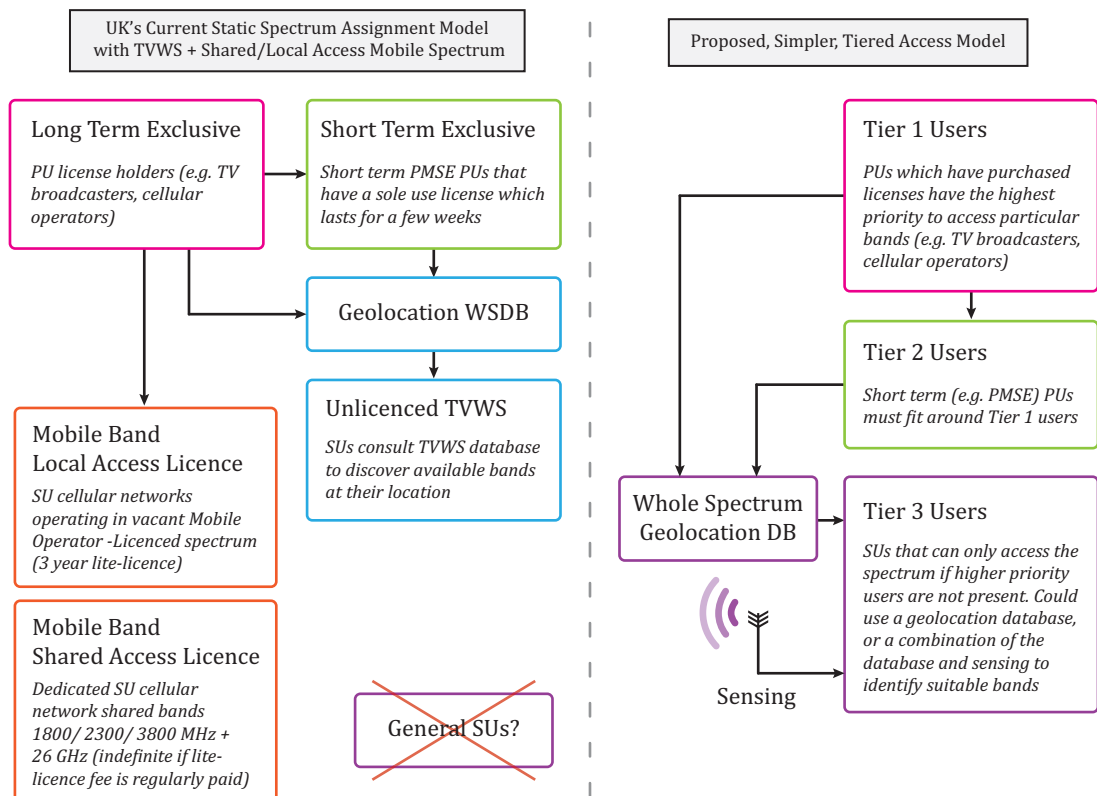 UK's Current Static Spectrum Assignment Model
with TVWS + Shared/Local Access Mobile Spectrum
Long Term Exclusive
PU license holders (e.g. TV
broadcasters, cellular
operators)
Short Term Exclusive
Short term PMSE PUs that
have a sole use license which
lasts for a few weeks
Geolocation WSDB
Unlicenced TVWS
SUs consult TVWS database
to discover available bands
at their location
Mobile Band
Local Access Licence
SU cellular networks
operating in vacant Mobile
Operator -Licenced spectrum
(3 year lite-licence)
Mobile Band
Shared Access Licence
Dedicated SU cellular
network shared bands
1800/ 2300/ 3800 MHz +
26 GHz (indefinite if lite-
licence fee is regularly paid)
General SUs?
Proposed, Simpler, Tiered Access Model
Tier 1 Users
PUs which have purchased
licenses have the highest
priority to access particular
bands (e.g. TV broadcasters,
cellular operators)
Tier 2 Users
Short term (e.g. PMSE) PUs
must fit around Tier 1 users
Whole Spectrum
Geolocation DB
Tier 3 Users
SUs that can only access the
spectrum if higher priority
users are not present. Could
use a geolocation database,
or a combination of the
database and sensing to
identify suitable bands
Sensing